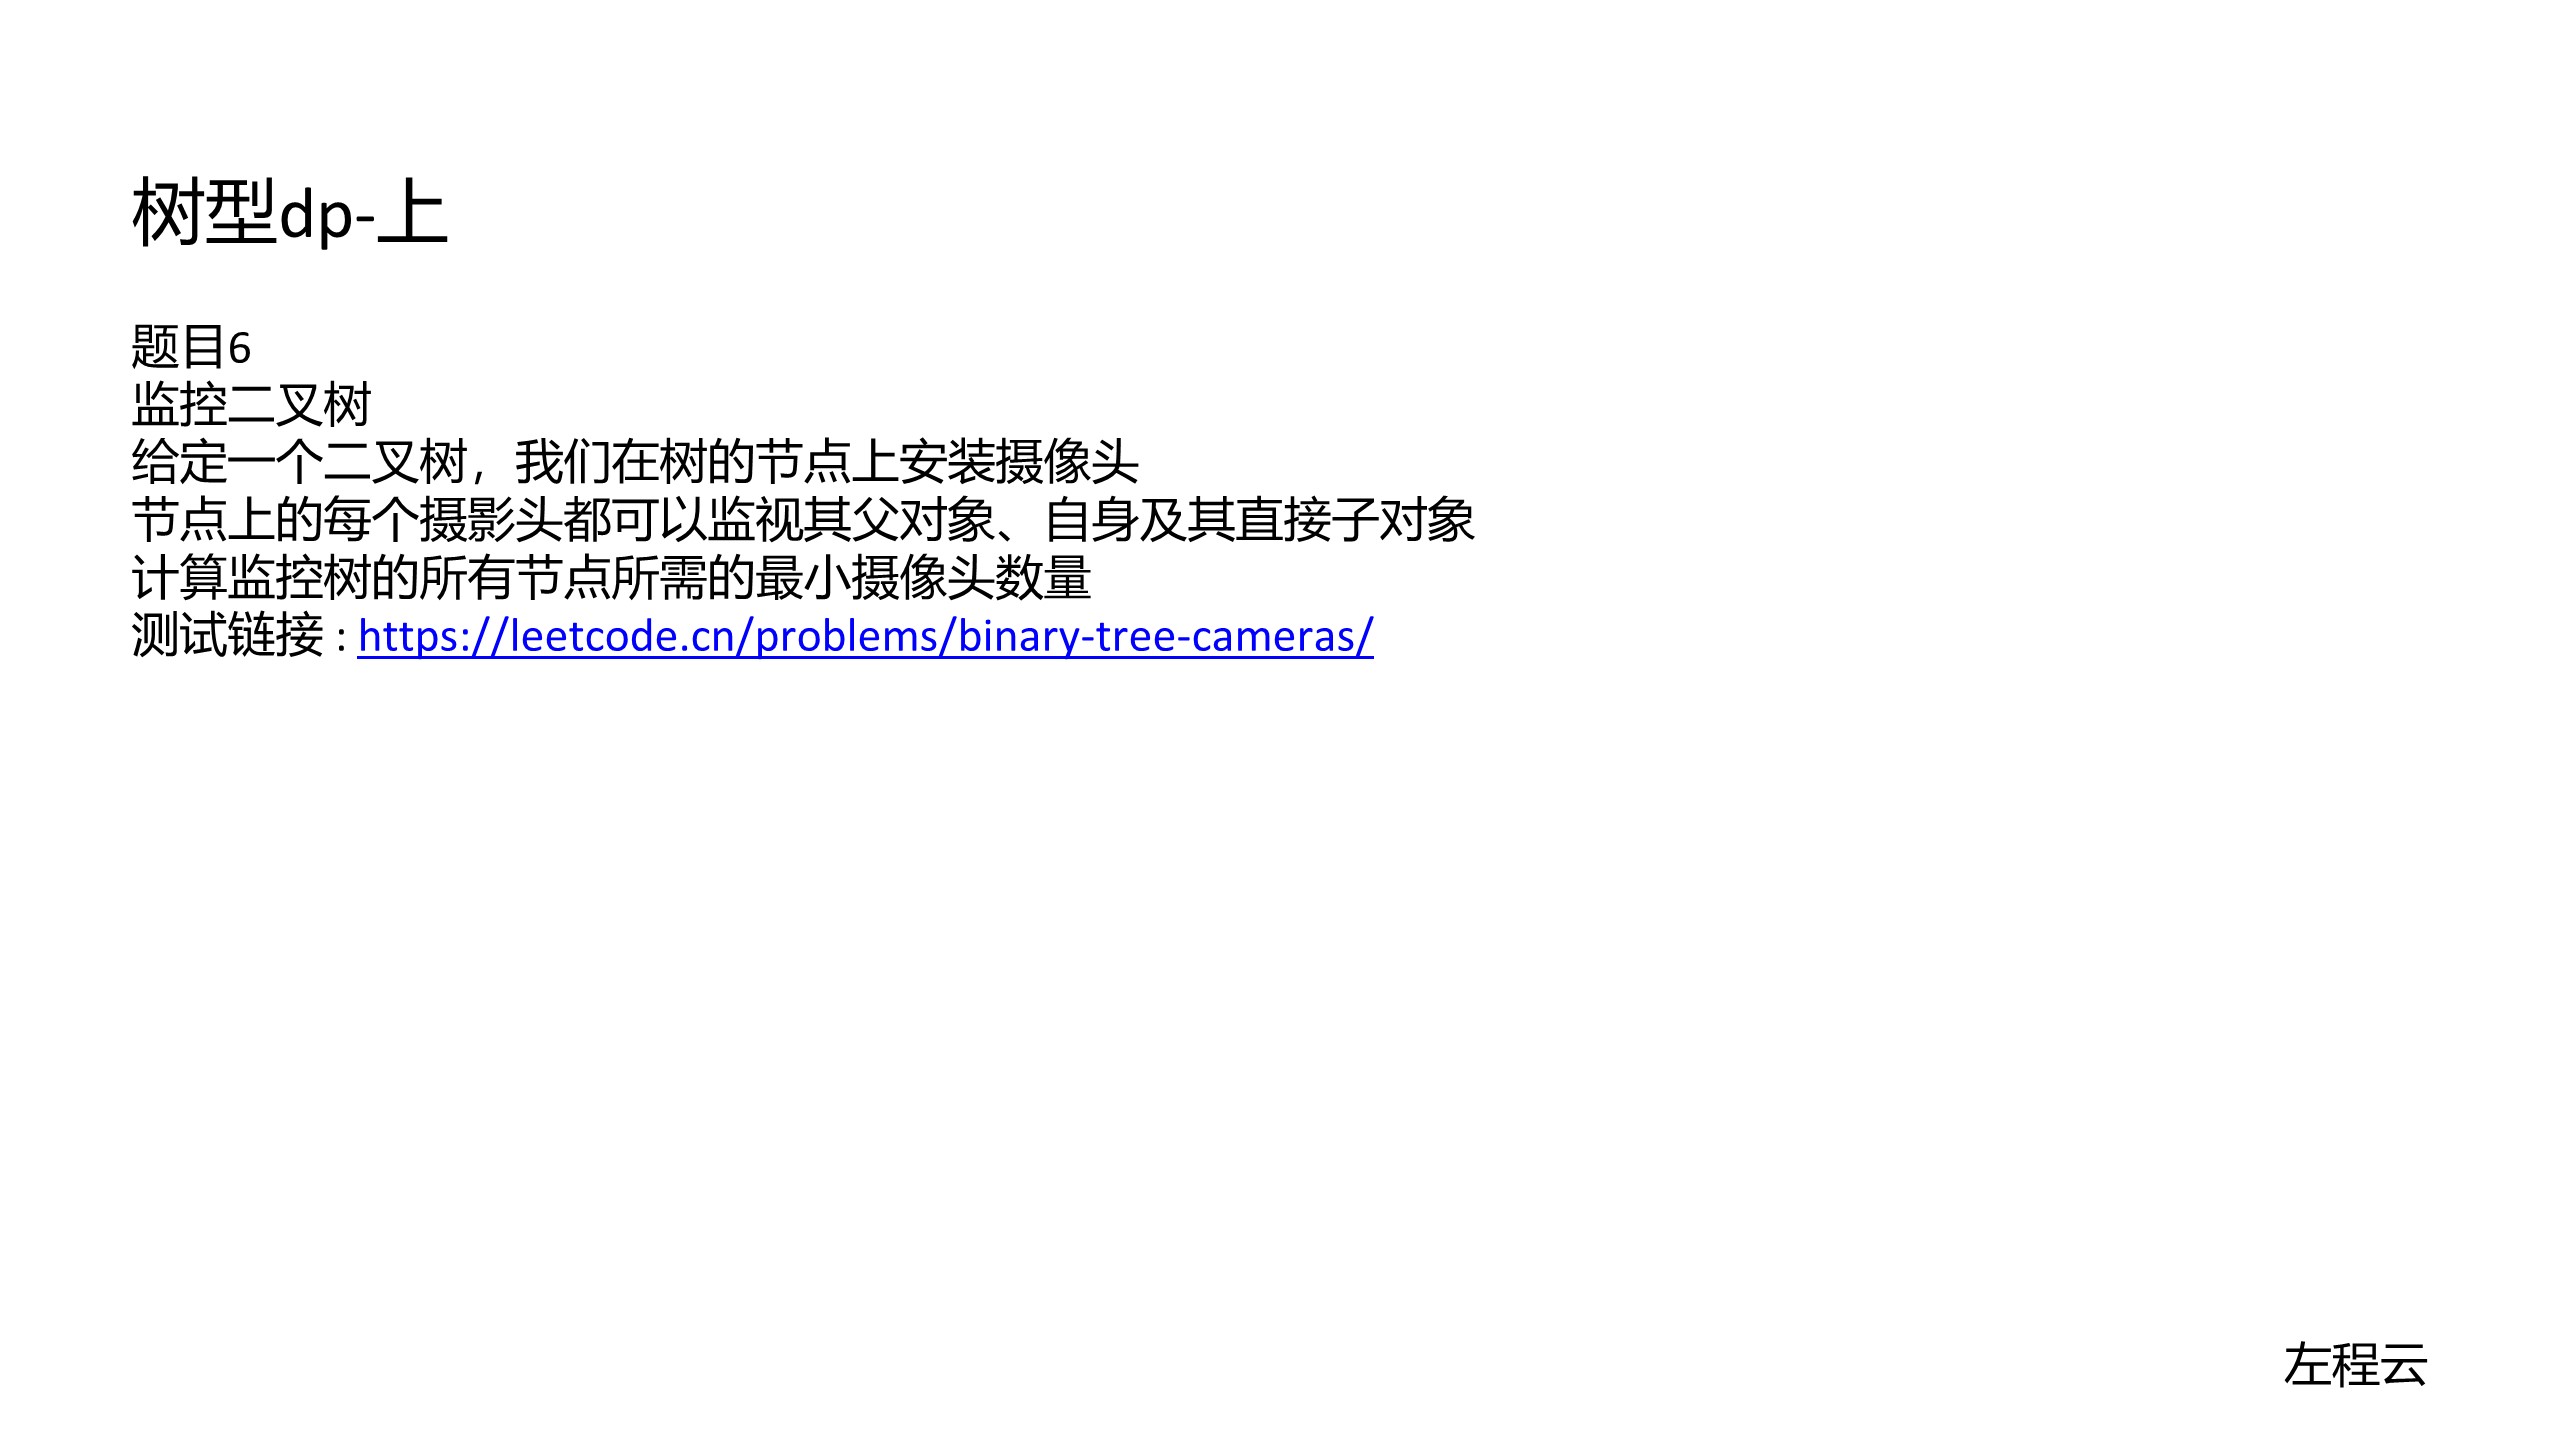 树型dp-上
题目6
监控二叉树
给定一个二叉树，我们在树的节点上安装摄像头
节点上的每个摄影头都可以监视其父对象、自身及其直接子对象
计算监控树的所有节点所需的最小摄像头数量
测试链接 : https://leetcode.cn/problems/binary-tree-cameras/
左程云